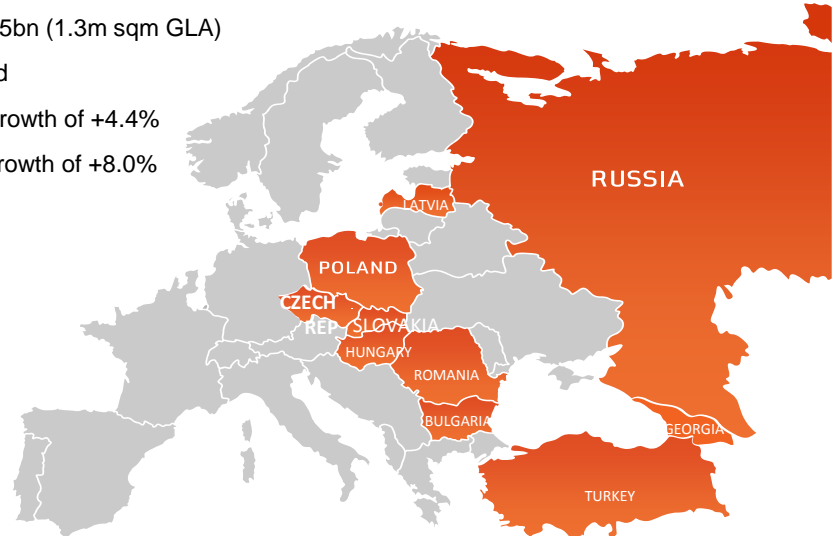 5bn (1.3m sqm GLA)
d
rowth of +4.4%
rowth of +8.0%
RUSSIA
LATVIA
POLAND
CZECH
REP
SLOVAKIA
HUNGARY
ROMANIA
BULGARIA
GEORGIA
TURKEY